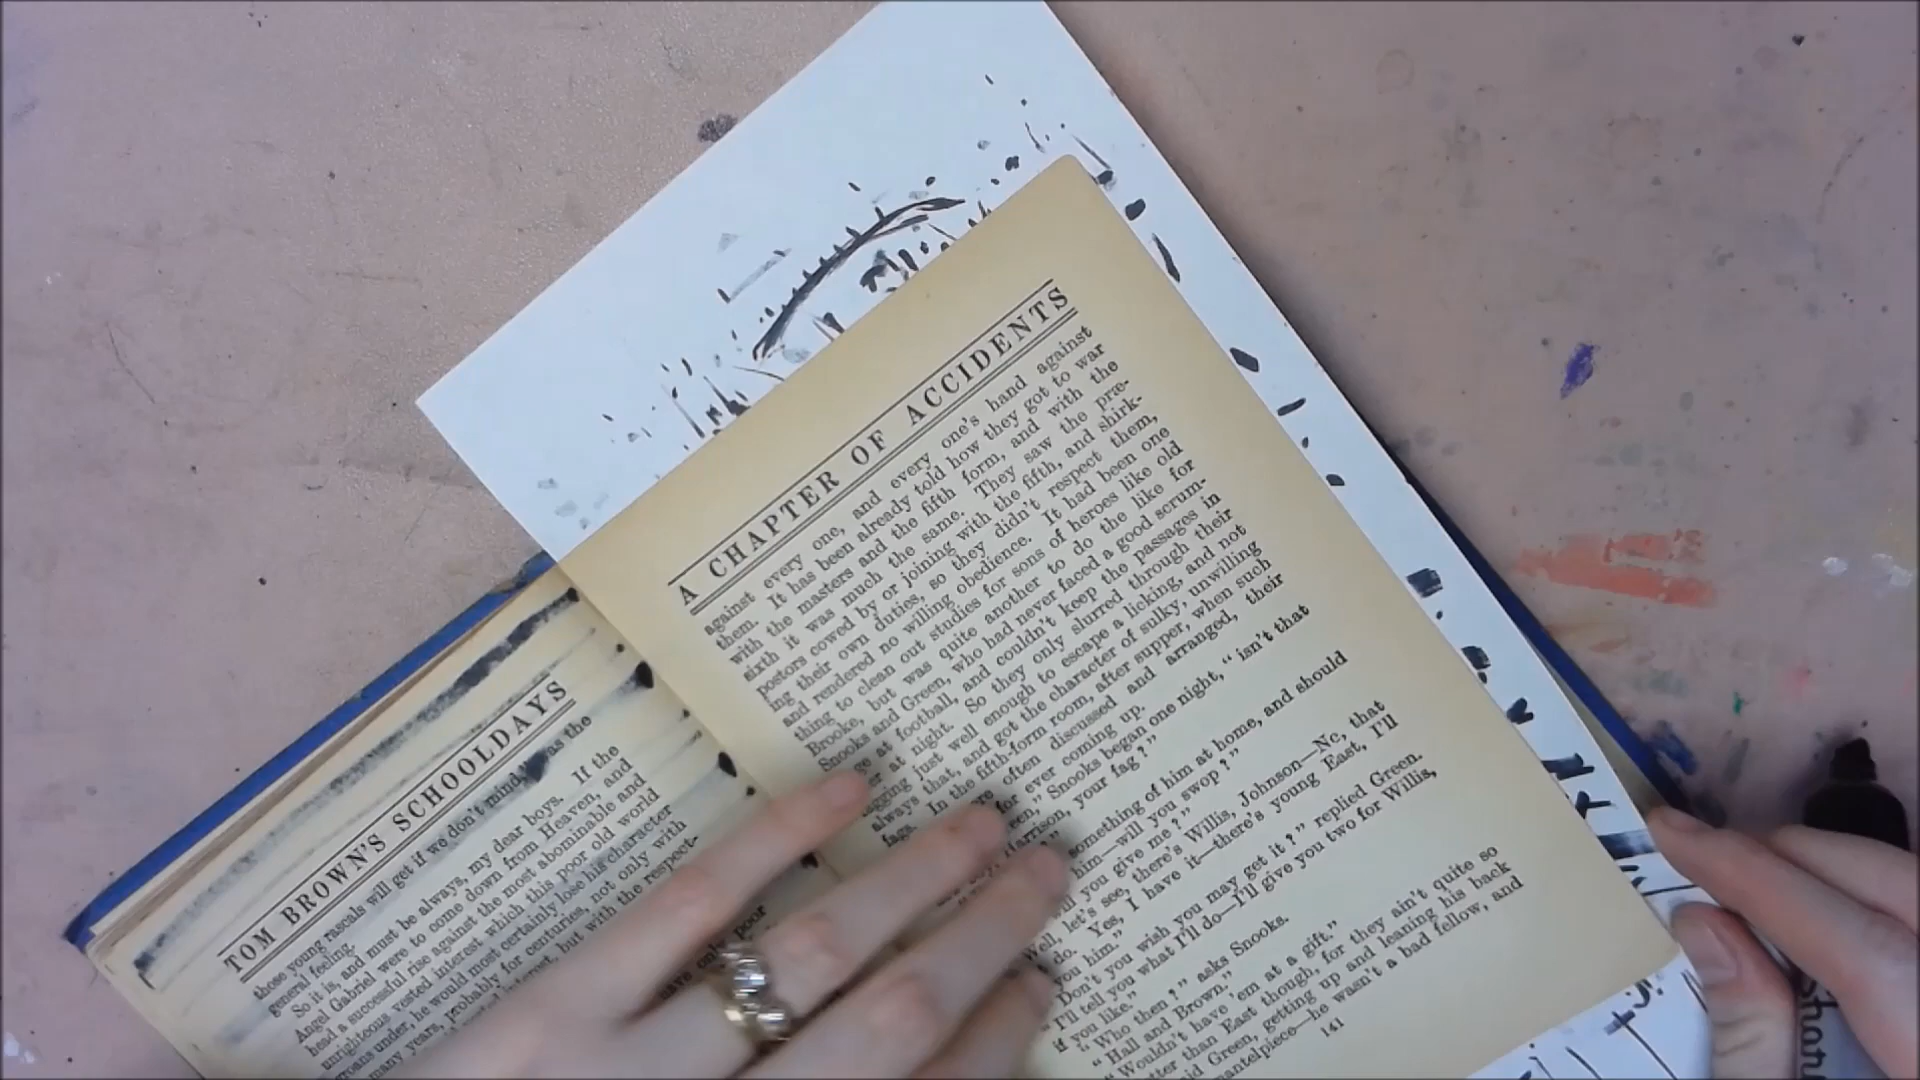 TOM BROWN'S SCHOOLDAYS
those young rascals will get if we don't mind was the
general feeling.
So it is, and must be always, my dear boys. If the
Angel Gabriel were to come down from Heaven, and
head a successful rise against the most abominable and
unrighteous vested interest which this poor old world
groans under, he would most certainly lose his character
many years, probably for centuries, not only with
but with the respect-
have only poor
A CHAPTER OF ACCIDENTS
against every one, and every one's hand against
them. It has been already told how they got to war
with the masters and the fifth form, and with the
sixth it was much the same. They saw the præ-
postors cowed by or joining with the fifth, and shirk-
ing their own duties, so they didn't respect them,
and rendered no willing obedience. It had been one
thing to clean out studies for sons of heroes like old
Brooke, but was quite another to do the like for
Snooks and Green, who had never faced a good scrum-
at football, and couldn't keep the passages in
at night. So they only slurred through their
fagging just well enough to escape a licking, and not
always that, and got the character of sulky, unwilling
fags. In the fifth-form room, after supper, when such
often discussed and arranged, their
for ever coming up.
Snooks began one night, " isn't that
Harrison, your fag ? "
something of him at home, and should
him—will you swop ? "
will you give me ? "
Well, let's see, there's Willis, Johnson—No, that
do. Yes, I have it—there's young East, I'll
you him."
" Don't you wish you may get it ? " replied Green.
" I'll tell you what I'll do—I'll give you two for Willis,
if you like."
" Who then ? " asks Snooks.
" Hall and Brown."
" Wouldn't have 'em at a gift."
than East though, for they ain't quite so
Green, getting up and leaning his back
mantelpiece—he wasn't a bad fellow, and
141